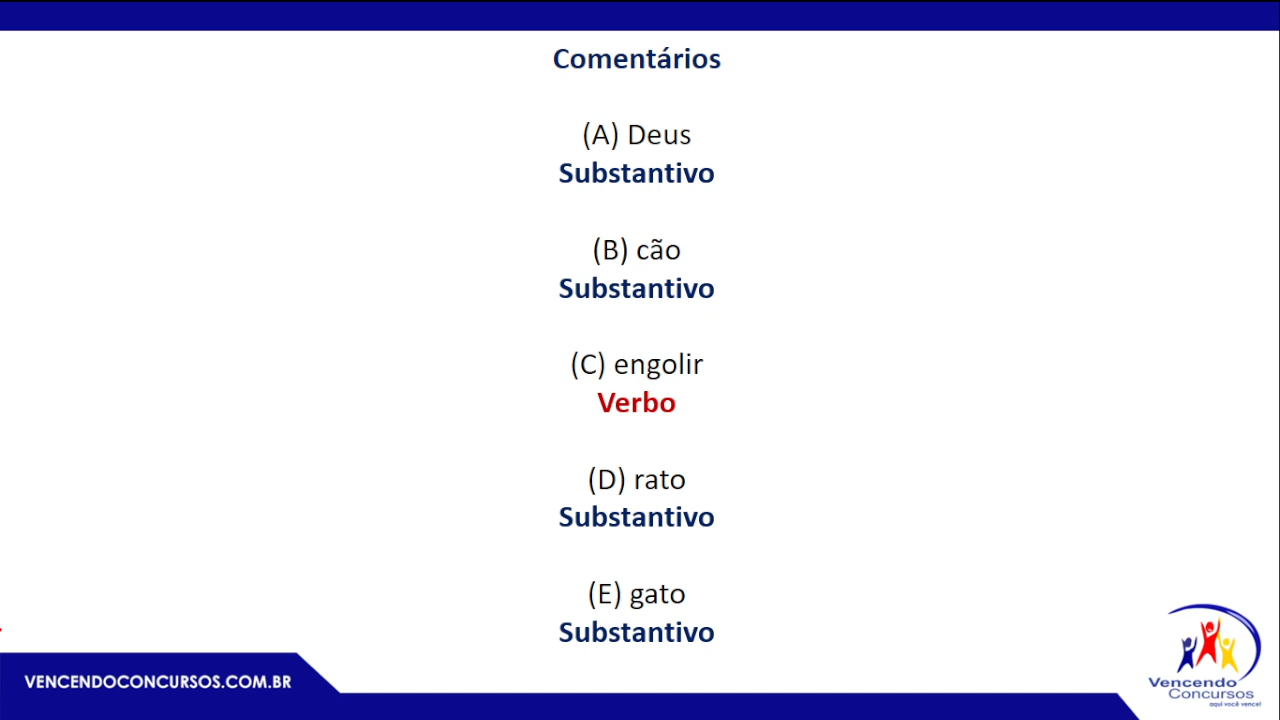 Comentários
(A) Deus
Substantivo
(B) cão
Substantivo
(C) engolir
Verbo
(D) rato
Substantivo
(E) gato
Substantivo
VENCENDOCONCURSOS.COM.BR
Vencendo
Concursos
aqui você vence!